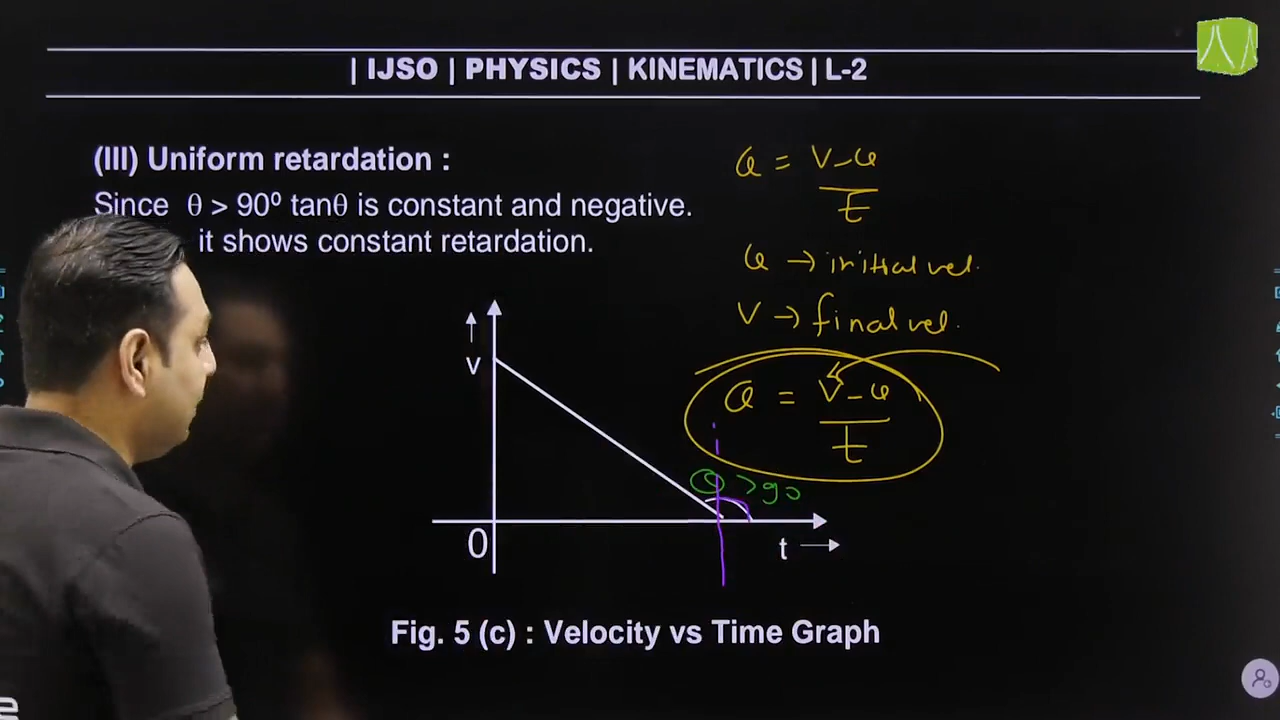 | IJSO | PHYSICS | KINEMATICS | L-2
(III) Uniform retardation :
Since θ > 90º tanθ is constant and negative.
it shows constant retardation.
a = v-u
t
u → initial vel.
v → final vel.
a = v-u
t
v
θ > 90
0
t
Fig. 5 (c) : Velocity vs Time Graph